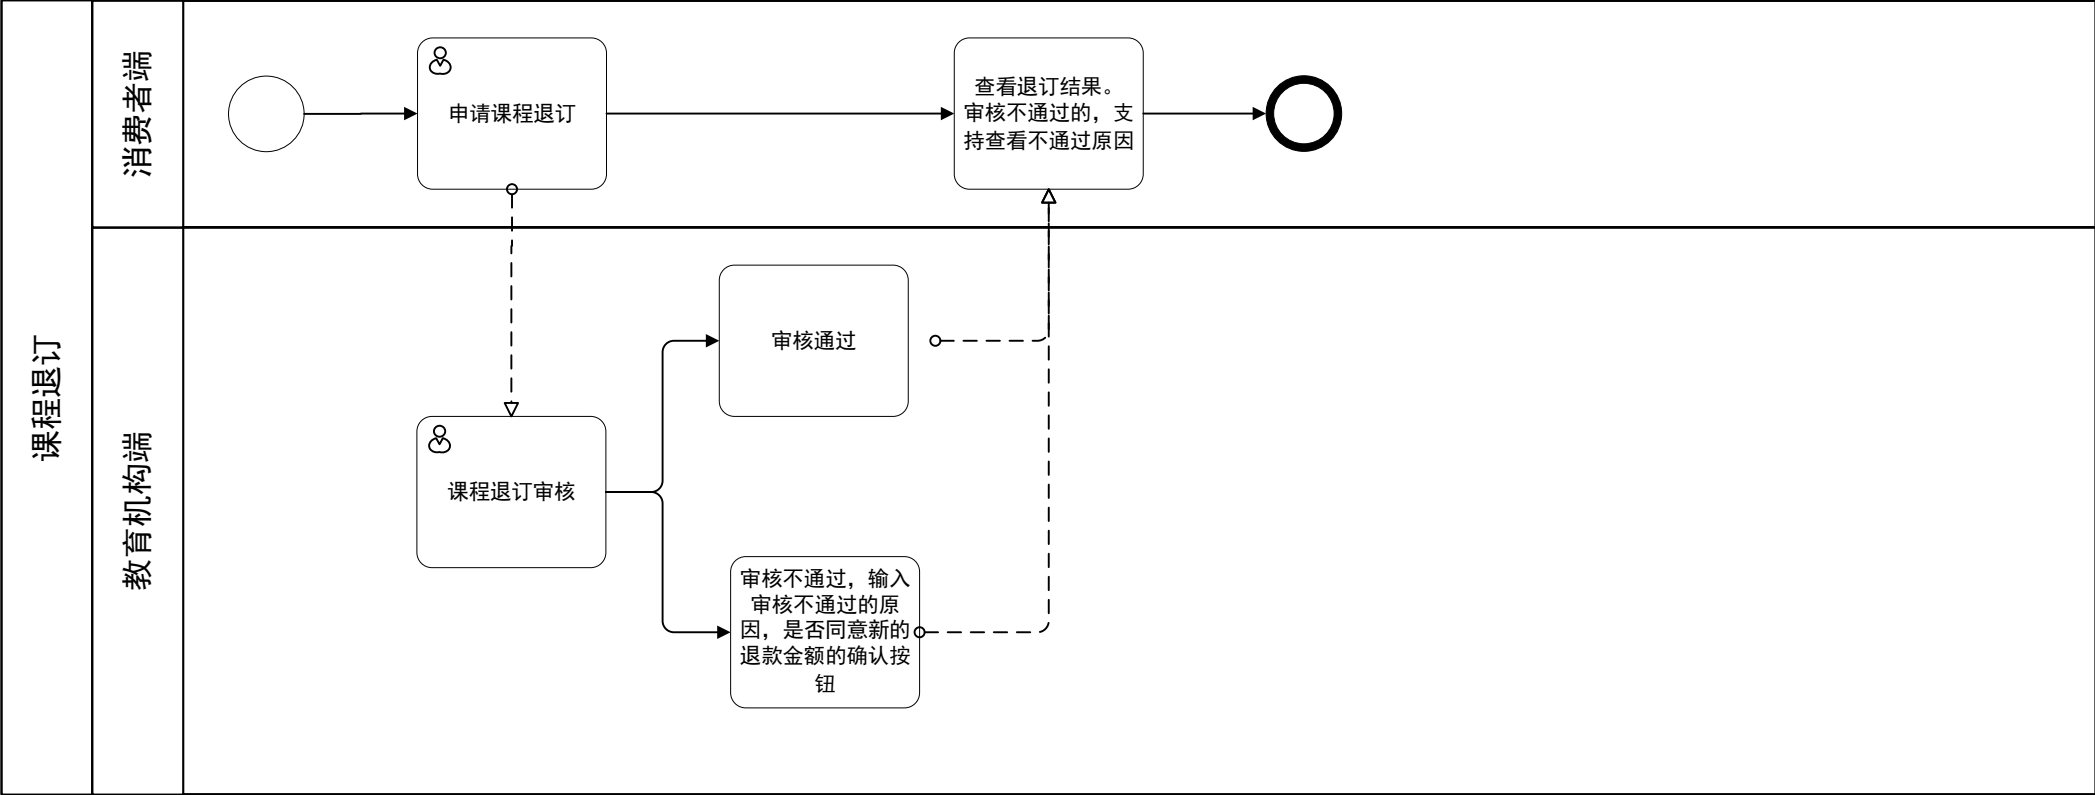 课程退订
消费者端
申请课程退订
查看退订结果。
审核不通过的，支
持查看不通过原因
教育机构端
审核通过
课程退订审核
审核不通过，输入
审核不通过的原
因，是否同意新的
退款金额的确认按
钮